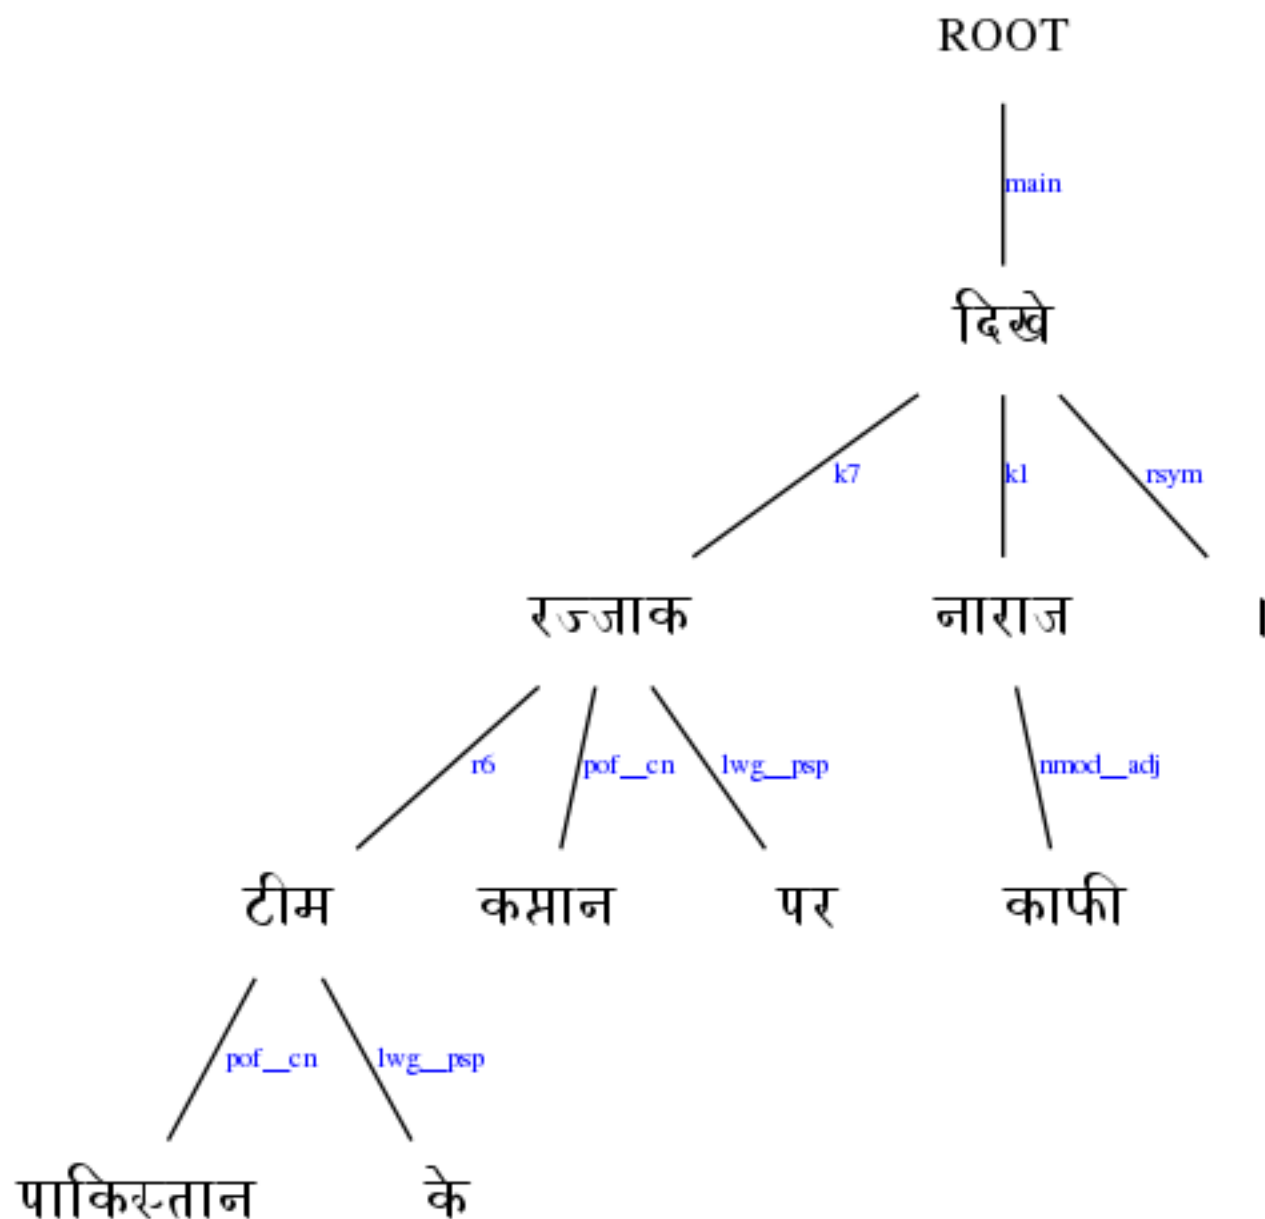 ROOT
main
दिखे
k7 k1 rsym
रज्जाक नाराज ।
r6 pof__cn lwg__psp nmod__adj
टीम कप्तान पर काफी
pof__cn lwg__psp
पाकिस्तान के